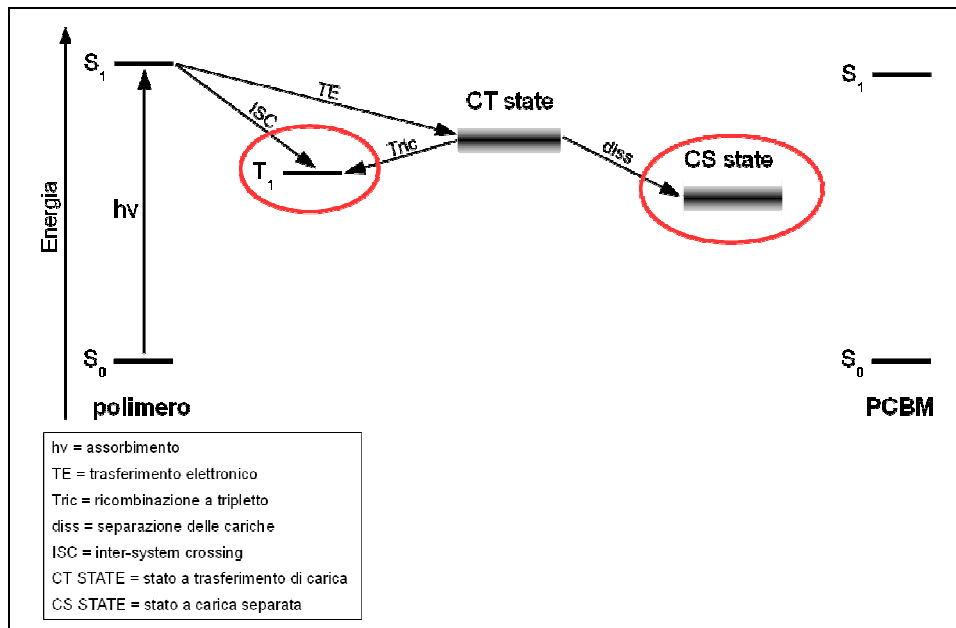 S1
TE
CT state
S1
ISC
Tric
diss
CS state
T1
hν
Energia
S0
S0
polimero
PCBM
hν = assorbimento
TE = trasferimento elettronico
Tric = ricombinazione a tripletto
diss = separazione delle cariche
ISC = inter-system crossing
CT STATE = stato a trasferimento di carica
CS STATE = stato a carica separata